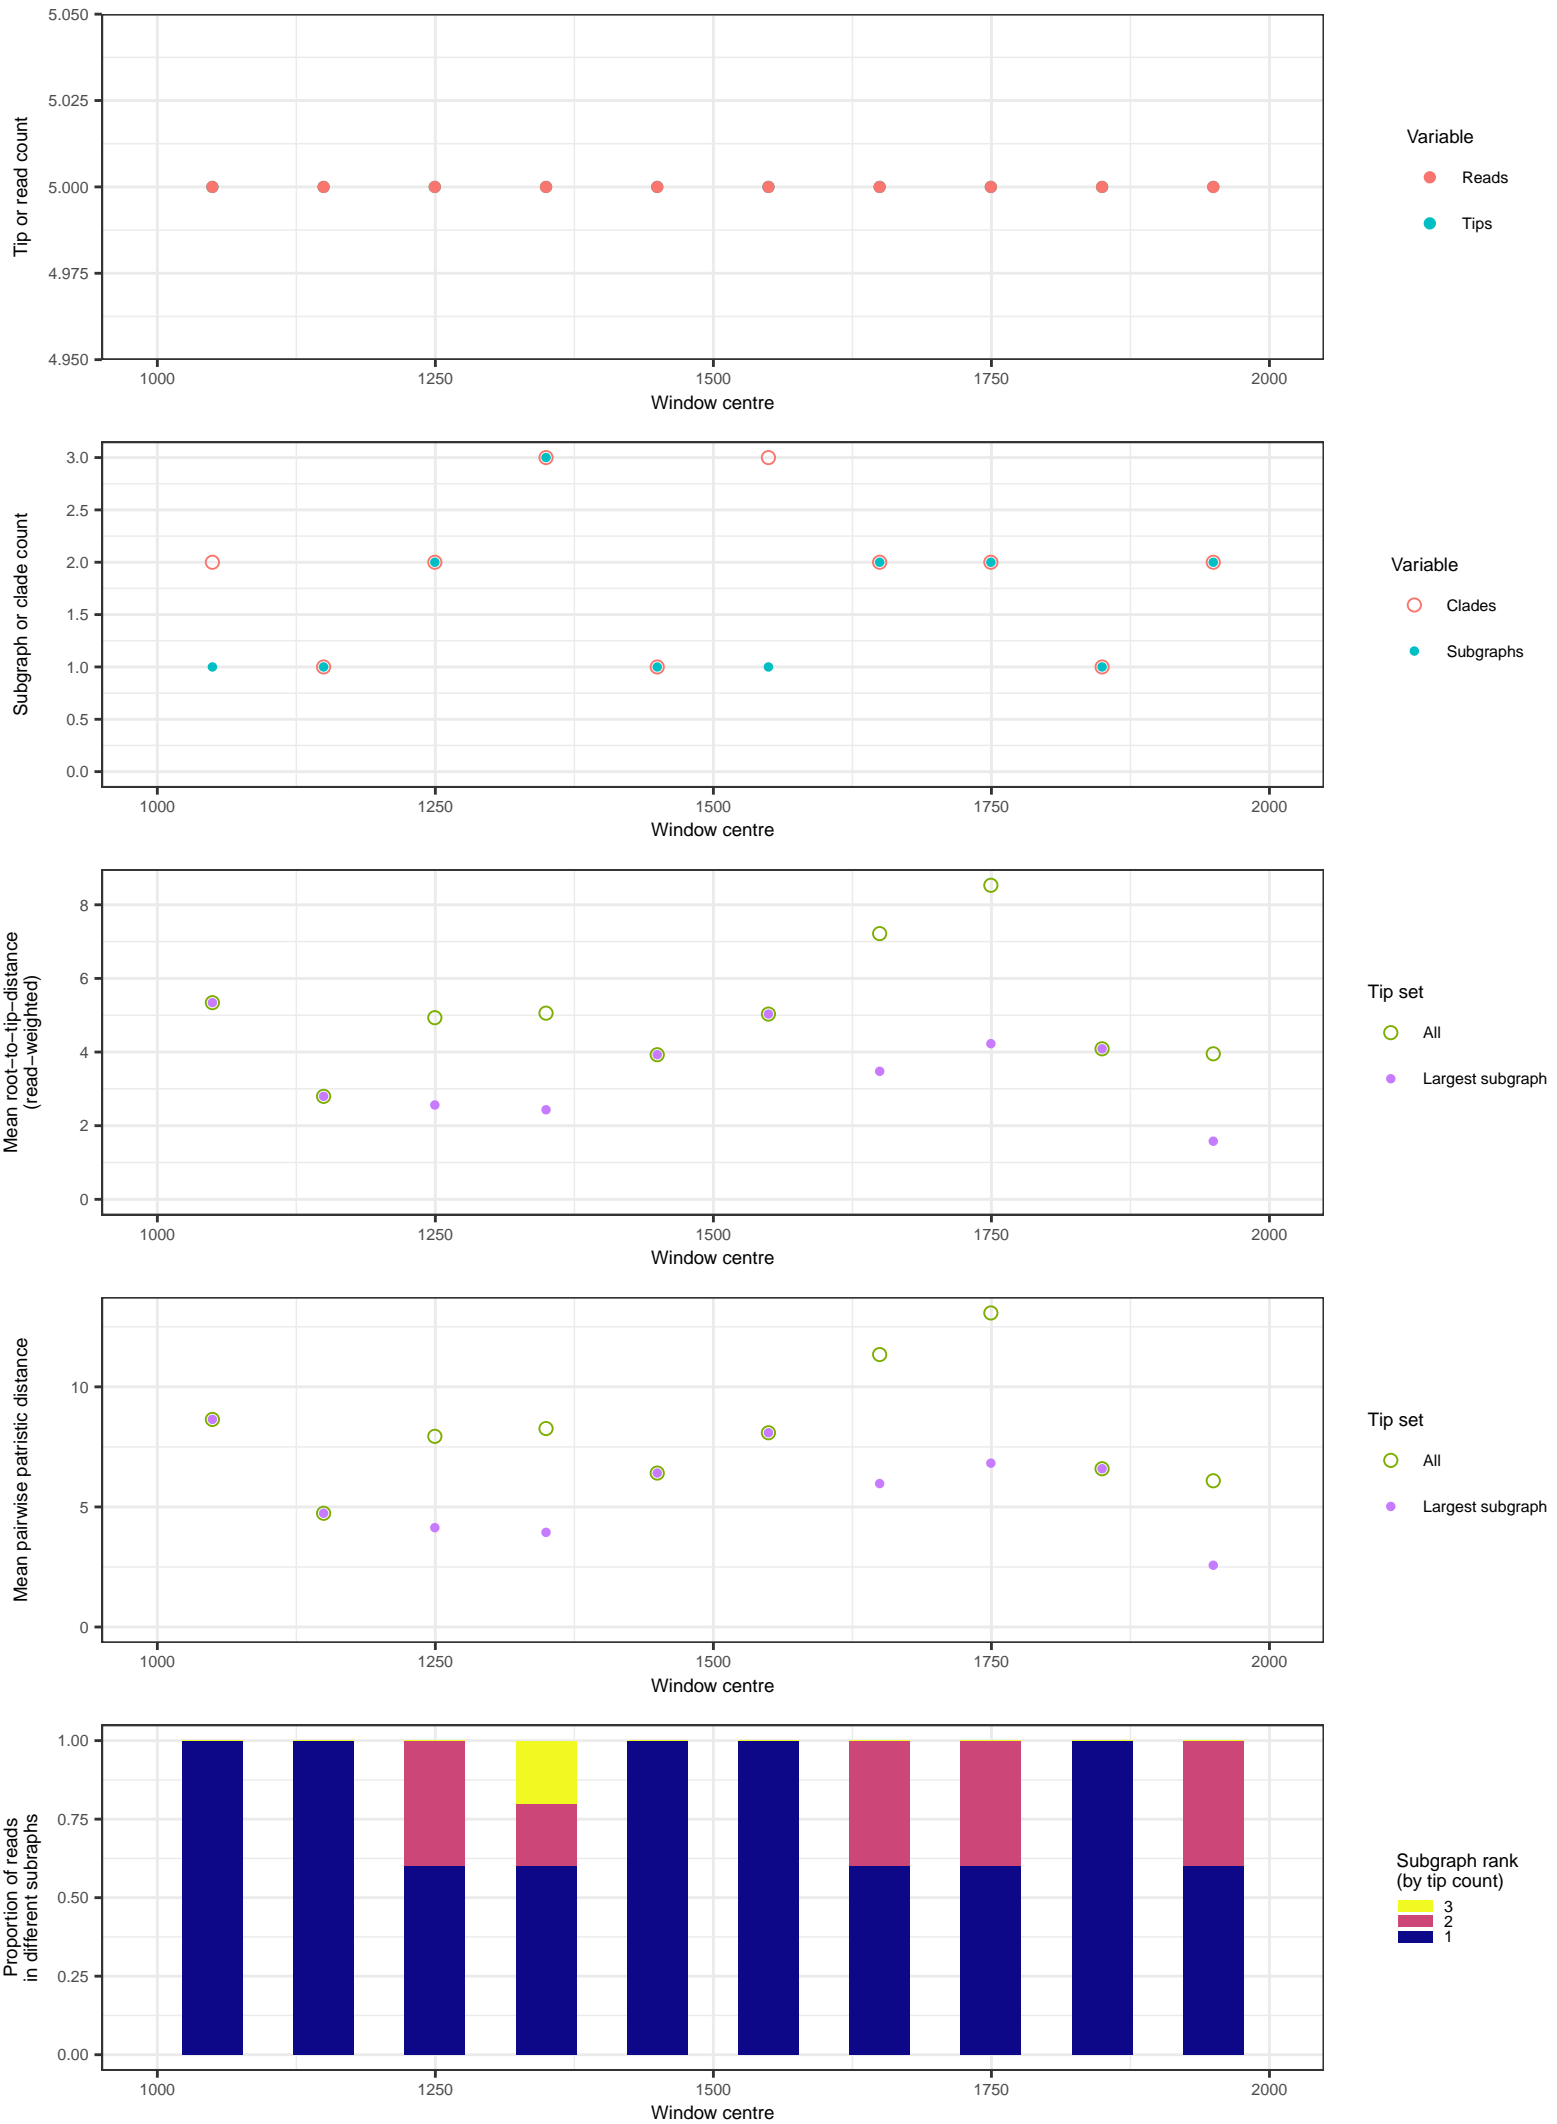 5.050
5.025
5.000
4.975
4.950
Tip or read count
1000 1250 1500 1750 2000
Window centre
Variable
Reads
Tips
3.0
2.5
2.0
1.5
1.0
0.5
0.0
Subgraph or clade count
1000 1250 1500 1750 2000
Window centre
Variable
Clades
Subgraphs
8
6
4
2
0
Mean root−to−tip−distance
(read−weighted)
1000 1250 1500 1750 2000
Window centre
Tip set
All
Largest subgraph
10
5
0
Mean pairwise patristic distance
1000 1250 1500 1750 2000
Window centre
Tip set
All
Largest subgraph
1.00
0.75
0.50
0.25
0.00
Proportion of reads
in different subraphs
1000 1250 1500 1750 2000
Window centre
Subgraph rank
(by tip count)
3
2
1